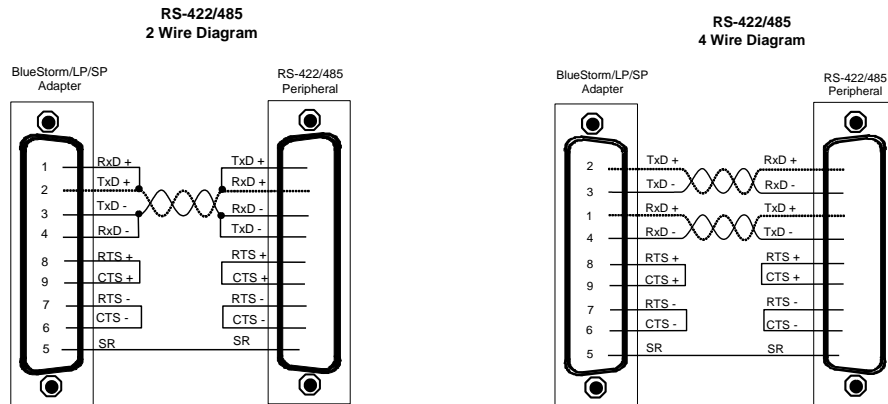 RS-422/485
2 Wire Diagram
BlueStorm/LP/SP
Adapter
RS-422/485
Peripheral
1 RxD + TxD +
2 TxD + RxD +
3 TxD - RxD -
4 RxD - TxD -
8 RTS + RTS +
9 CTS + CTS +
7 RTS - RTS -
6 CTS - CTS -
5 SR SR
RS-422/485
4 Wire Diagram
BlueStorm/LP/SP
Adapter
RS-422/485
Peripheral
2 TxD + RxD +
3 TxD - RxD -
1 RxD + TxD +
4 RxD - TxD -
8 RTS + RTS +
9 CTS + CTS +
7 RTS - RTS -
6 CTS - CTS -
5 SR SR